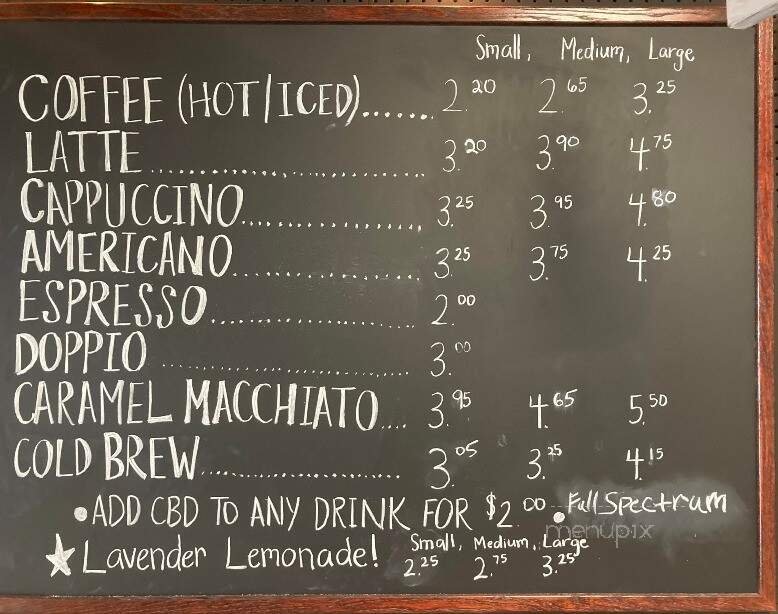 Small, Medium, Large
COFFEE (HOT/ICED)....... 2.20 2.65 3.25
LATTE .............................. 3.20 3.90 4.75
CAPPUCCINO.................... 3.25 3.95 4.80
AMERICANO..................... 3.25 3.75 4.25
ESPRESSO....................... 2.00
DOPPIO ............................ 3.00
CARAMEL MACCHIATO.... 3.95 4.65 5.50
COLD BREW....................... 3.05 3.25 4.15
• ADD CBD TO ANY DRINK FOR $2.00 • Full Spectrum
menupix
Small, Medium, Large
★ Lavender Lemonade! 2.25 2.75 3.25